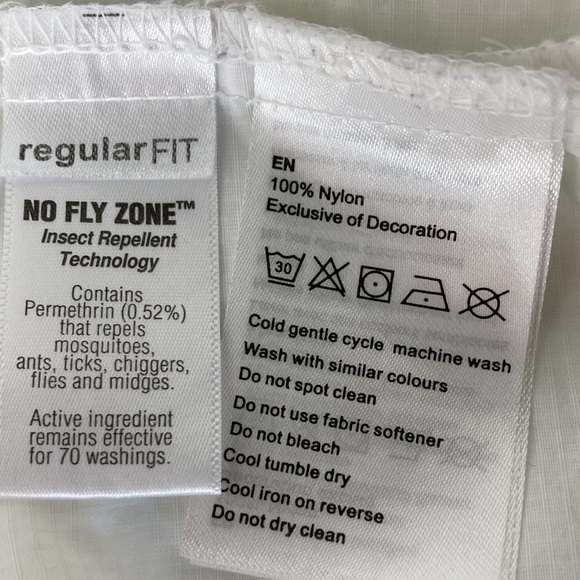 regularFIT
NO FLY ZONE™
Insect Repellent
Technology
Contains
Permethrin (0.52%)
that repels
mosquitoes,
ants, ticks, chiggers,
flies and midges.
Active ingredient
remains effective
for 70 washings.
EN
100% Nylon
Exclusive of Decoration
30
Cold gentle cycle machine wash
Wash with similar colours
Do not spot clean
Do not use fabric softener
Do not bleach
Cool tumble dry
Cool iron on reverse
Do not dry clean